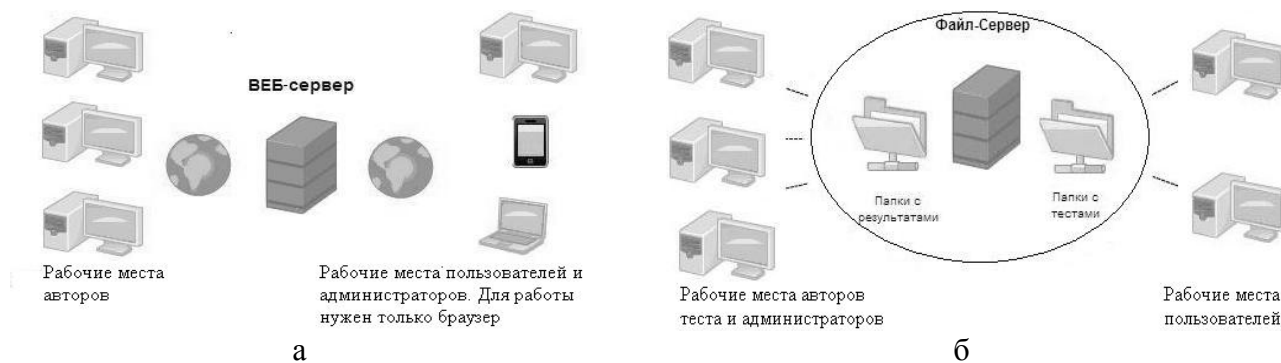 ВЕБ-сервер
Рабочие места
авторов
Рабочие места пользователей и
администраторов. Для работы
нужен только браузер
а
Файл-Сервер
Папки с
результатами
Папки с
тестами
Рабочие места авторов
теста и администраторов
Рабочие места
пользователей
б